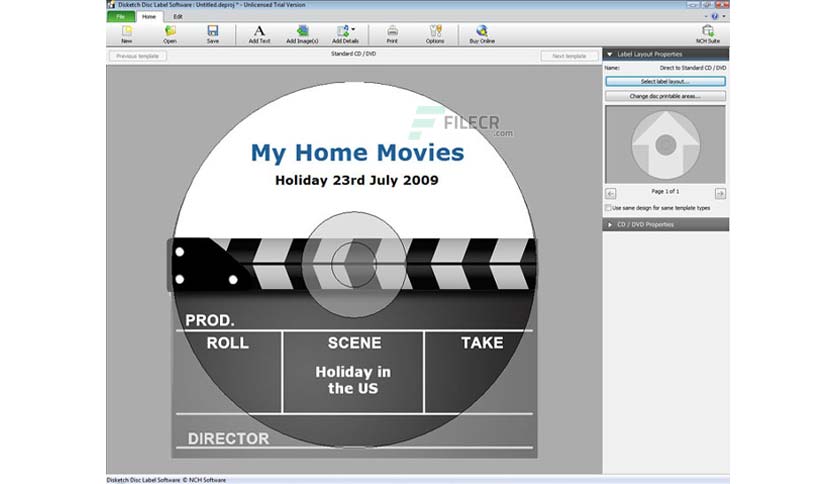 Disketch Disc Label Software : Untitled.deproj * - Unlicensed Trial Version
File Home Edit
New Open Save Add Text Add Image(s) Add Details Print Options Buy Online NCH Suite
Previous template Standard CD / DVD Next template
Label Layout Properties
Name: Direct to Standard CD / DVD
Select label layout...
Change disc printable areas...
Page 1 of 1
Use same design for same template types
CD / DVD Properties
FILECR
.com
My Home Movies
Holiday 23rd July 2009
PROD.
ROLL SCENE TAKE
Holiday in
the US
DIRECTOR
Disketch Disc Label Software © NCH Software